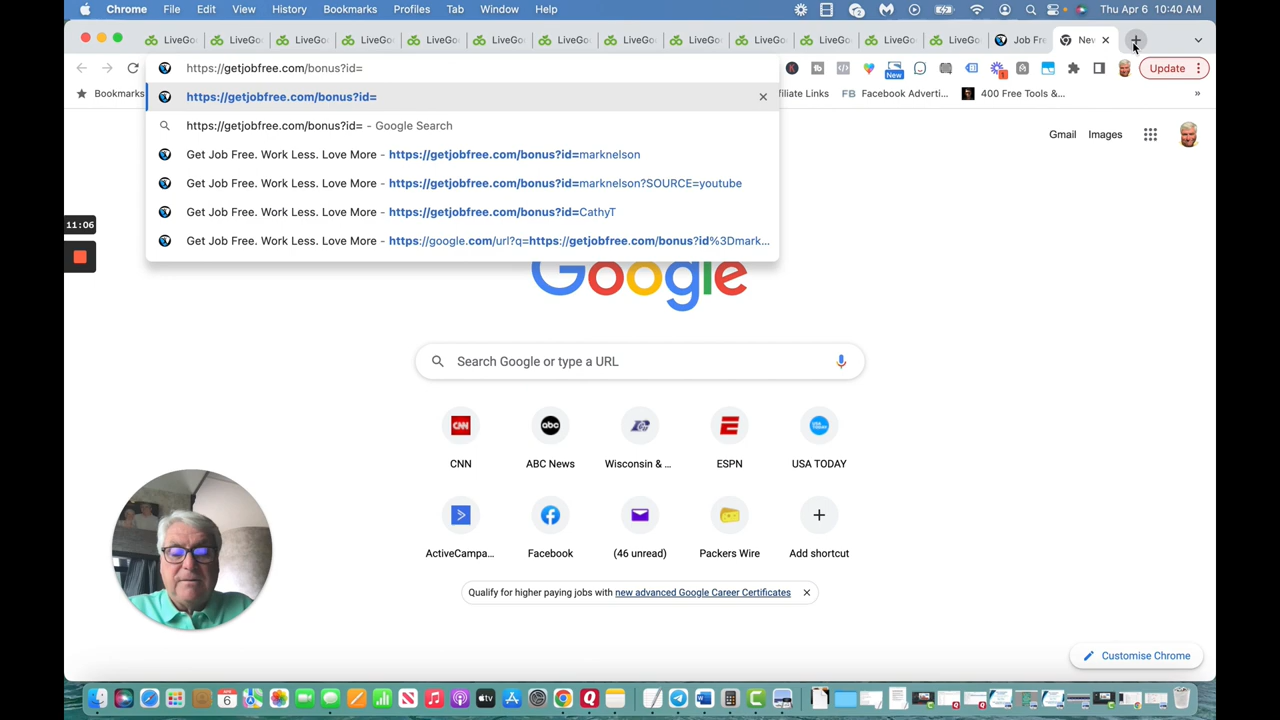 Chrome File Edit View History Bookmarks Profiles Tab Window Help Thu Apr 6 10:40 AM
LiveGo LiveGo LiveGo LiveGo LiveGo LiveGo LiveGo LiveGo LiveGo LiveGo LiveGo LiveGo LiveGo Job Fre New
https://getjobfree.com/bonus?id=
New
1
Update
Bookmarks
https://getjobfree.com/bonus?id=
ffiliate Links
FB Facebook Adverti...
400 Free Tools &...
»
https://getjobfree.com/bonus?id= - Google Search
Gmail Images
Get Job Free. Work Less. Love More - https://getjobfree.com/bonus?id=marknelson
Get Job Free. Work Less. Love More - https://getjobfree.com/bonus?id=marknelson?SOURCE=youtube
Get Job Free. Work Less. Love More - https://getjobfree.com/bonus?id=CathyT
11:06
Get Job Free. Work Less. Love More - https://google.com/url?q=https://getjobfree.com/bonus?id%3Dmark...
Google
Search Google or type a URL
CNN
abc
CNN
ABC News
Wisconsin & ...
ESPN
USA TODAY
ActiveCampa...
Facebook
(46 unread)
Packers Wire
Add shortcut
Qualify for higher paying jobs with new advanced Google Career Certificates
Customise Chrome